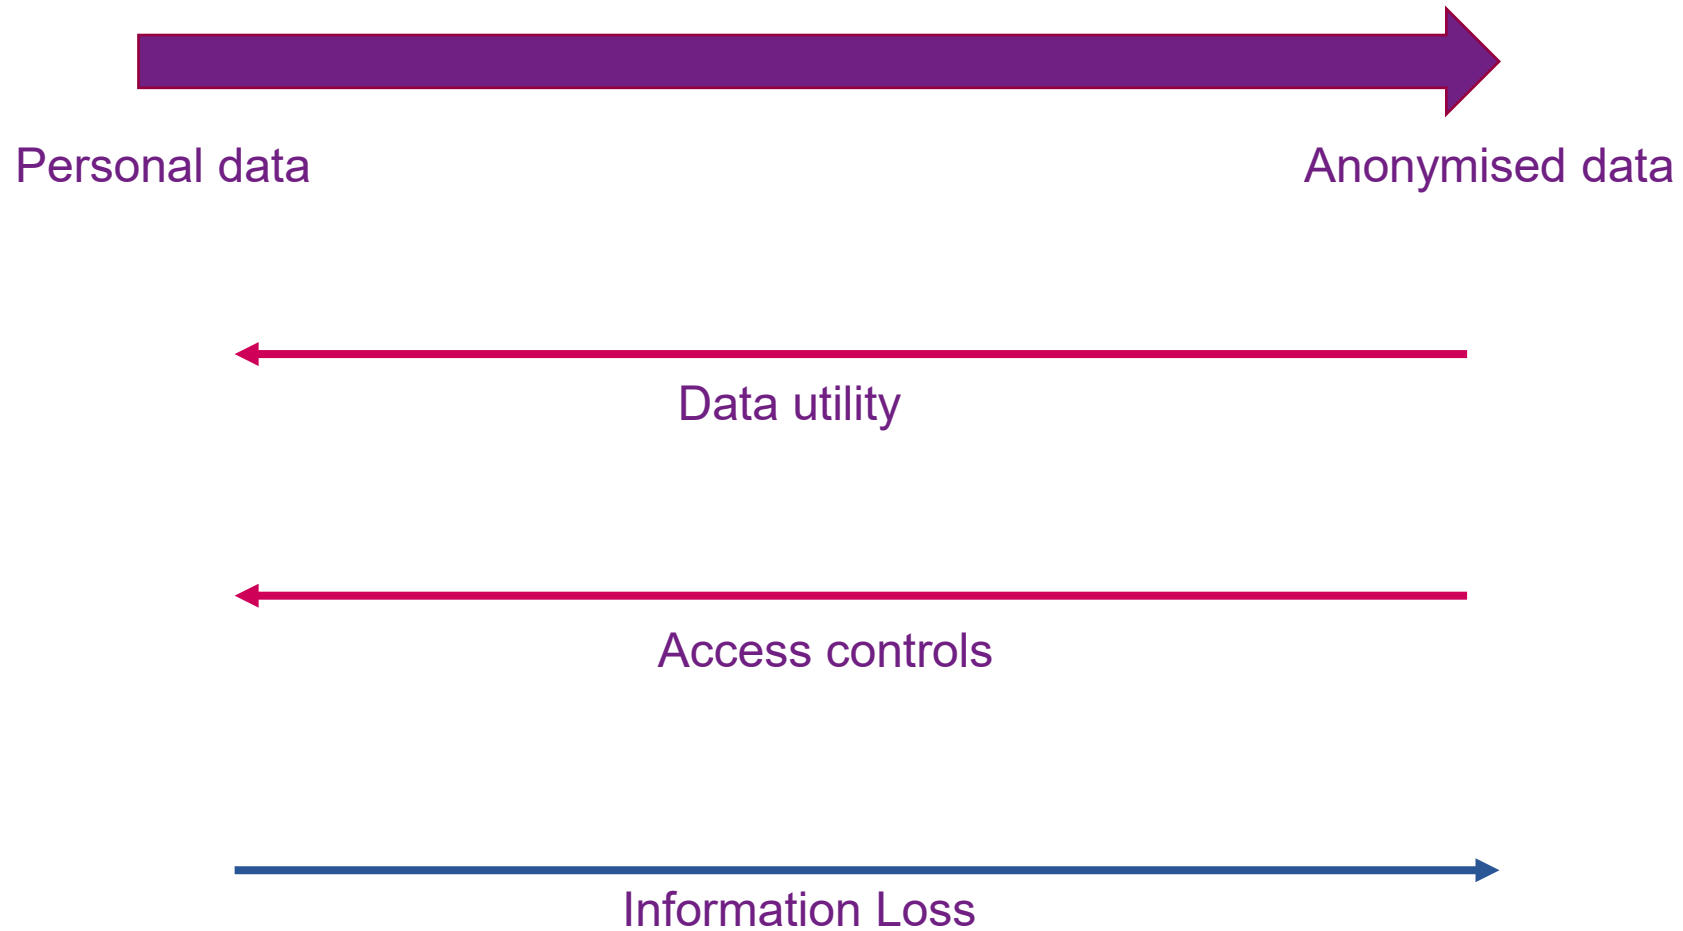 Personal data
Anonymised data
Data utility
Access controls
Information Loss